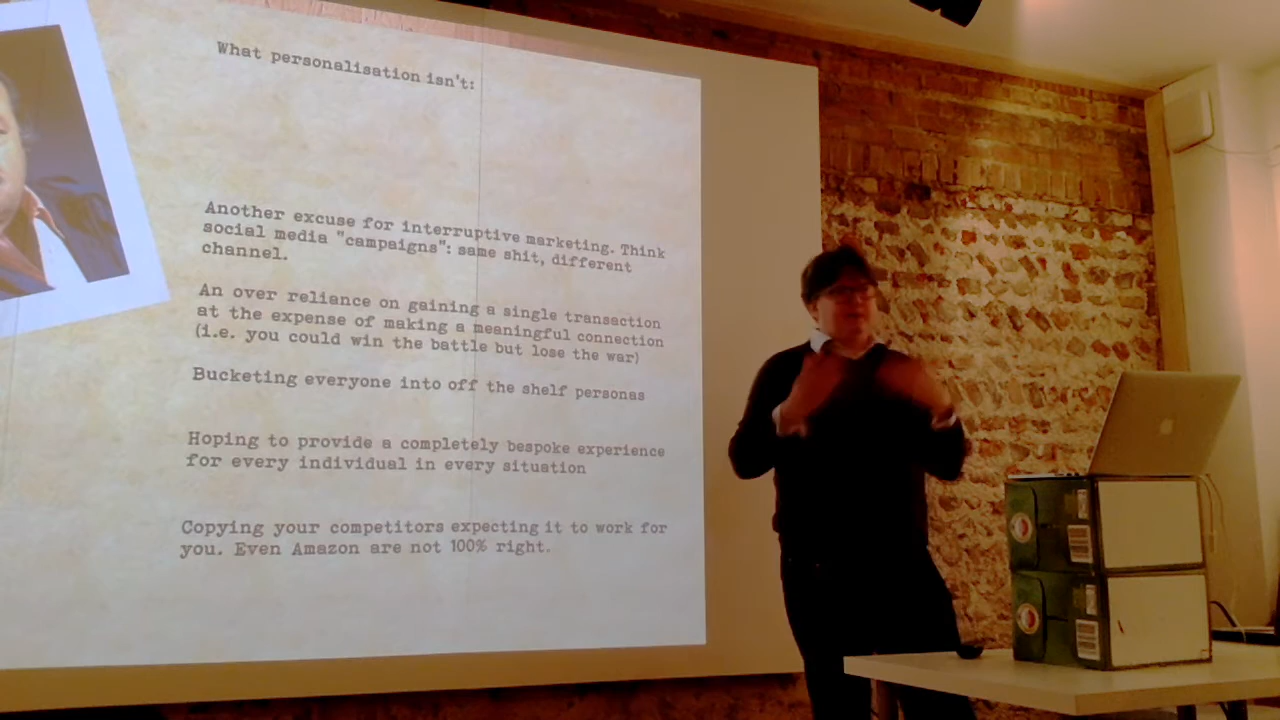 What personalisation isn't:
Another excuse for interruptive marketing. Think
social media "campaigns": same shit, different
channel.
An over reliance on gaining a single transaction
at the expense of making a meaningful connection
(i.e. you could win the battle but lose the war)
Bucketing everyone into off the shelf personas
Hoping to provide a completely bespoke experience
for every individual in every situation
Copying your competitors expecting it to work for
you. Even Amazon are not 100% right.